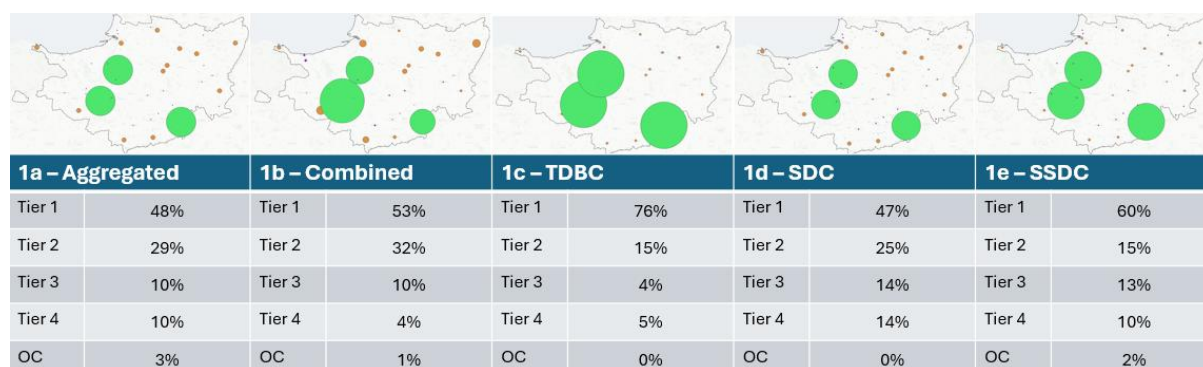 1a – Aggregated 1b – Combined 1c – TDBC 1d – SDC 1e – SSDC
Tier 1 48% Tier 1 53% Tier 1 76% Tier 1 47% Tier 1 60%
Tier 2 29% Tier 2 32% Tier 2 15% Tier 2 25% Tier 2 15%
Tier 3 10% Tier 3 10% Tier 3 4% Tier 3 14% Tier 3 13%
Tier 4 10% Tier 4 4% Tier 4 5% Tier 4 14% Tier 4 10%
OC 3% OC 1% OC 0% OC 0% OC 2%